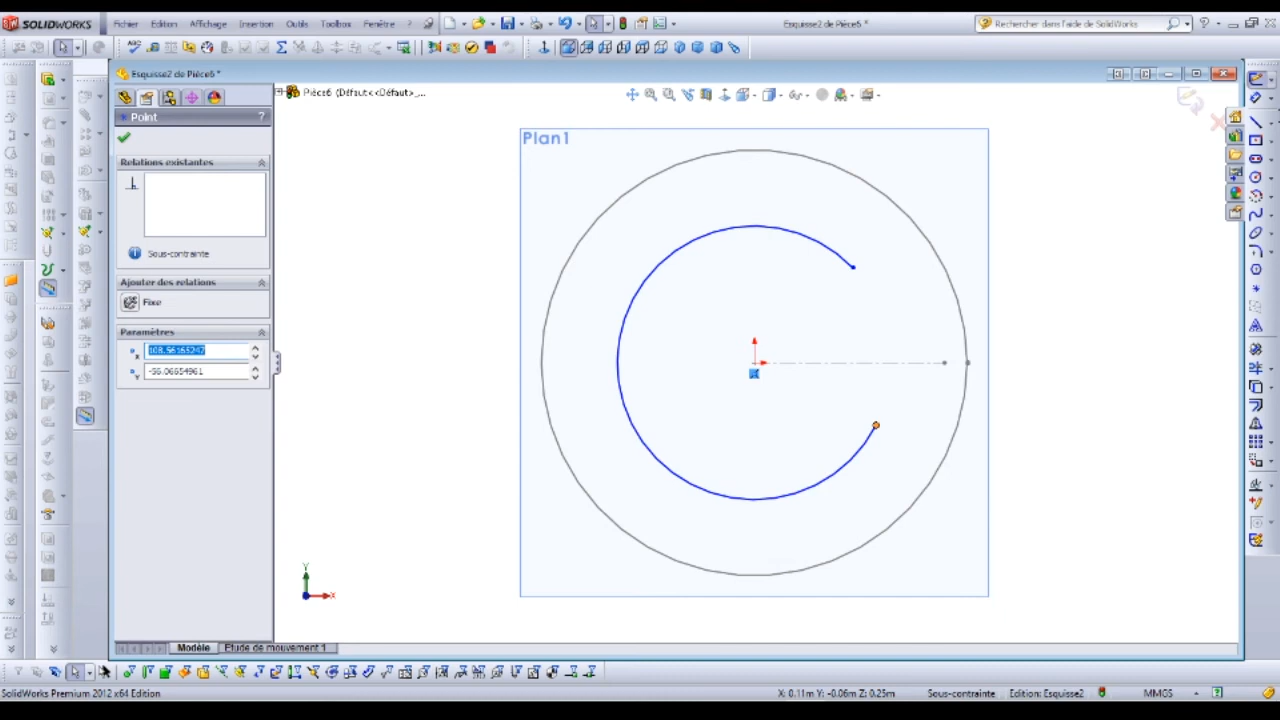 SOLIDWORKS Fichier Edition Affichage Insertion Outils Toolbox Fenêtre ? Esquisse2 de Pièce6 * Rechercher dans l'aide de SolidWorks
Esquisse2 de Pièce6 *
Pièce6 (Défaut<<Défaut>_...
Point ?
Plan1
Relations existantes
Sous-contrainte
Ajouter des relations
Fixe
Paramètres
108.56165247
-56.06654961
Y
X
Modèle Etude de mouvement 1
SolidWorks Premium 2012 x64 Edition X: 0.11m Y: -0.06m Z: 0.25m Sous-contrainte Edition: Esquisse2 MMGS